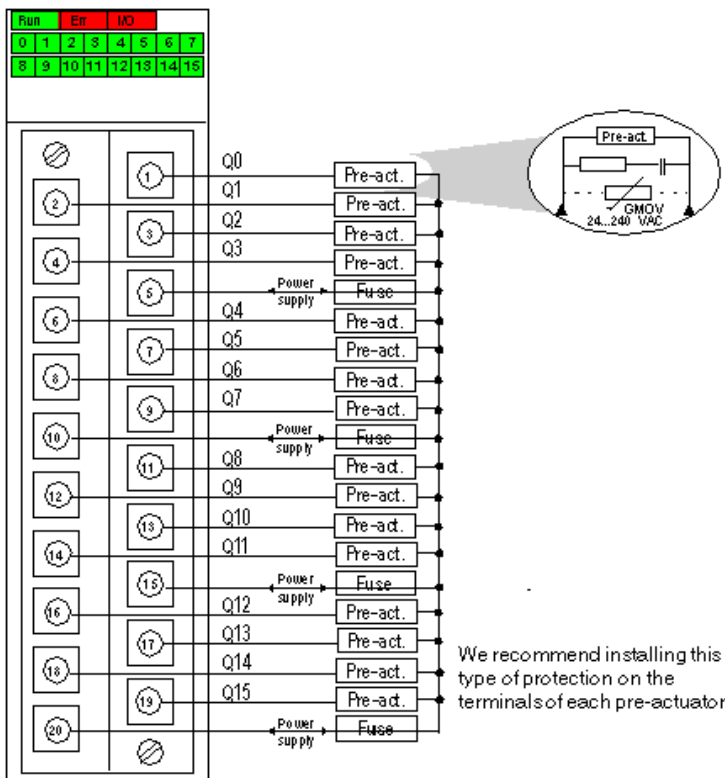 Run Err I/O
0 1 2 3 4 5 6 7
8 9 10 11 12 13 14 15
Pre-act.
GMOV
24...240 VAC
1 Q0 Pre-act.
2 Q1 Pre-act.
3 Q2 Pre-act.
4 Q3 Pre-act.
5 Power supply Fuse
6 Q4 Pre-act.
7 Q5 Pre-act.
8 Q6 Pre-act.
9 Q7 Pre-act.
10 Power supply Fuse
11 Q8 Pre-act.
12 Q9 Pre-act.
13 Q10 Pre-act.
14 Q11 Pre-act.
15 Power supply Fuse
16 Q12 Pre-act.
17 Q13 Pre-act.
18 Q14 Pre-act.
19 Q15 Pre-act.
20 Power supply Fuse
We recommend installing this
type of protection on the
terminals of each pre-actuator